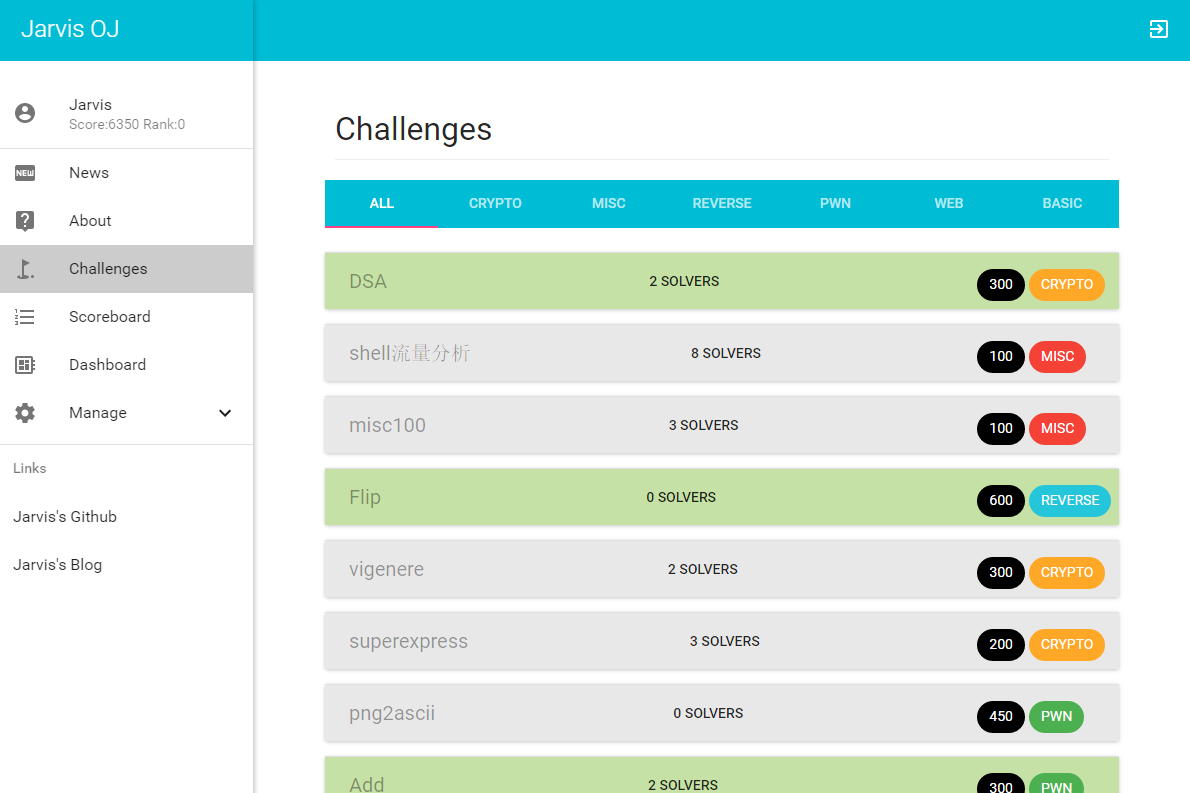 Jarvis OJ
Jarvis
Score:6350 Rank:0
NEW
News
About
Challenges
Scoreboard
Dashboard
Manage
Links
Jarvis's Github
Jarvis's Blog
Challenges
ALL CRYPTO MISC REVERSE PWN WEB BASIC
DSA 2 SOLVERS 300 CRYPTO
shell流量分析 8 SOLVERS 100 MISC
misc100 3 SOLVERS 100 MISC
Flip 0 SOLVERS 600 REVERSE
vigenere 2 SOLVERS 300 CRYPTO
superexpress 3 SOLVERS 200 CRYPTO
png2ascii 0 SOLVERS 450 PWN
Add 2 SOLVERS 300 PWN